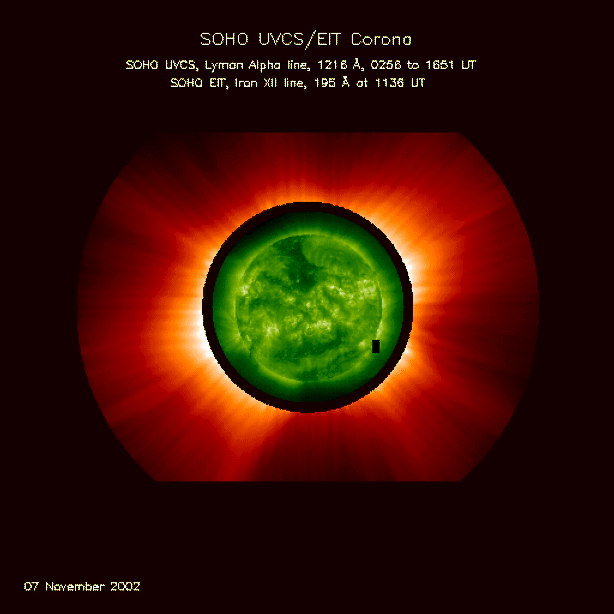 SOHO UVCS/EIT Corona
SOHO UVCS, Lyman Alpha line, 1216 Å, 0256 to 1651 UT
SOHO EIT, Iron XII line, 195 Å at 1136 UT
07 November 2002